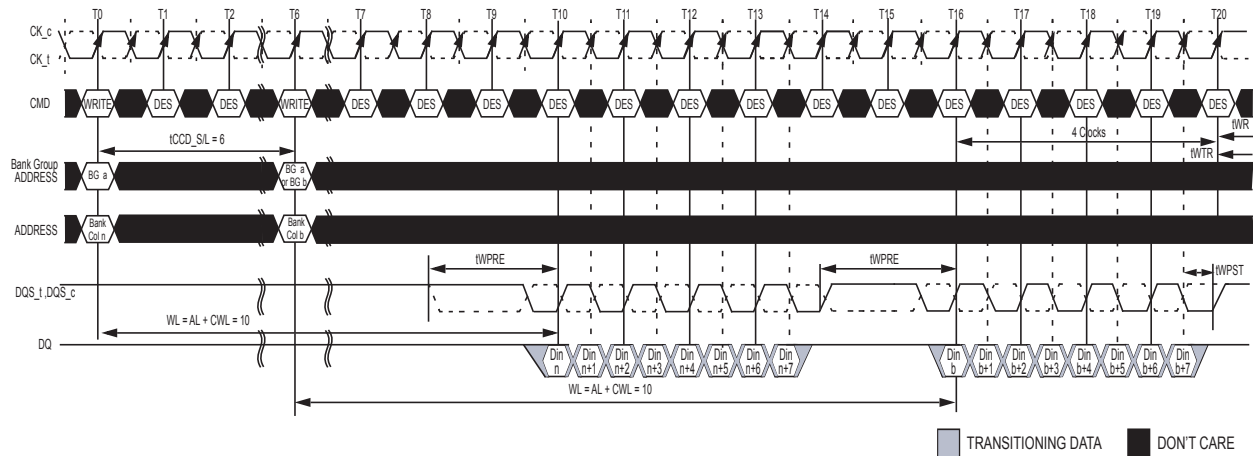 T0 T1 T2 T6 T7 T8 T9 T10 T11 T12 T13 T14 T15 T16 T17 T18 T19 T20
CK_c
CK_t
CMD WRITE DES DES WRITE DES DES DES DES DES DES DES DES DES DES DES DES DES DES
tCCD_S/L = 6
4 Clocks
tWR
tWTR
Bank Group
ADDRESS
BG a
BG a
or BG b
ADDRESS
Bank
Col n
Bank
Col b
tWPRE
tWPRE
tWPST
DQS_t ,DQS_c
WL = AL + CWL = 10
DQ
Din
n
Din
n+1
Din
n+2
Din
n+3
Din
n+4
Din
n+5
Din
n+6
Din
n+7
Din
b
Din
b+1
Din
b+2
Din
b+3
Din
b+4
Din
b+5
Din
b+6
Din
b+7
WL = AL + CWL = 10
TRANSITIONING DATA
DON'T CARE